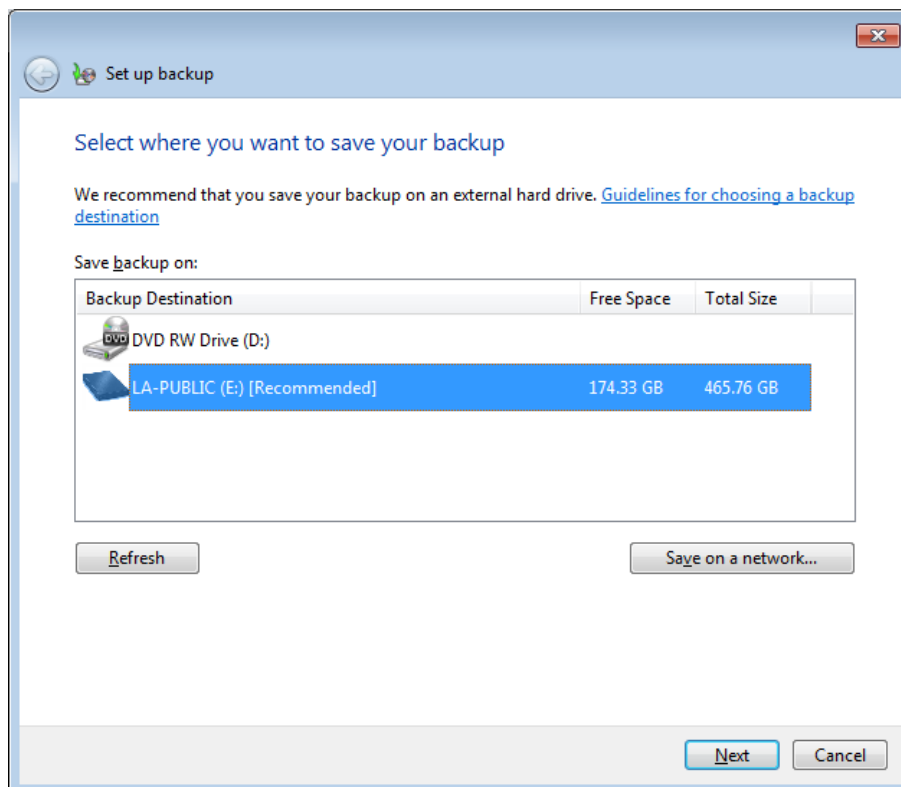 Set up backup
Select where you want to save your backup
We recommend that you save your backup on an external hard drive. Guidelines for choosing a backup
destination
Save backup on:
Backup Destination Free Space Total Size
DVD DVD RW Drive (D:)
LA-PUBLIC (E:) [Recommended] 174.33 GB 465.76 GB
Refresh Save on a network...
Next Cancel